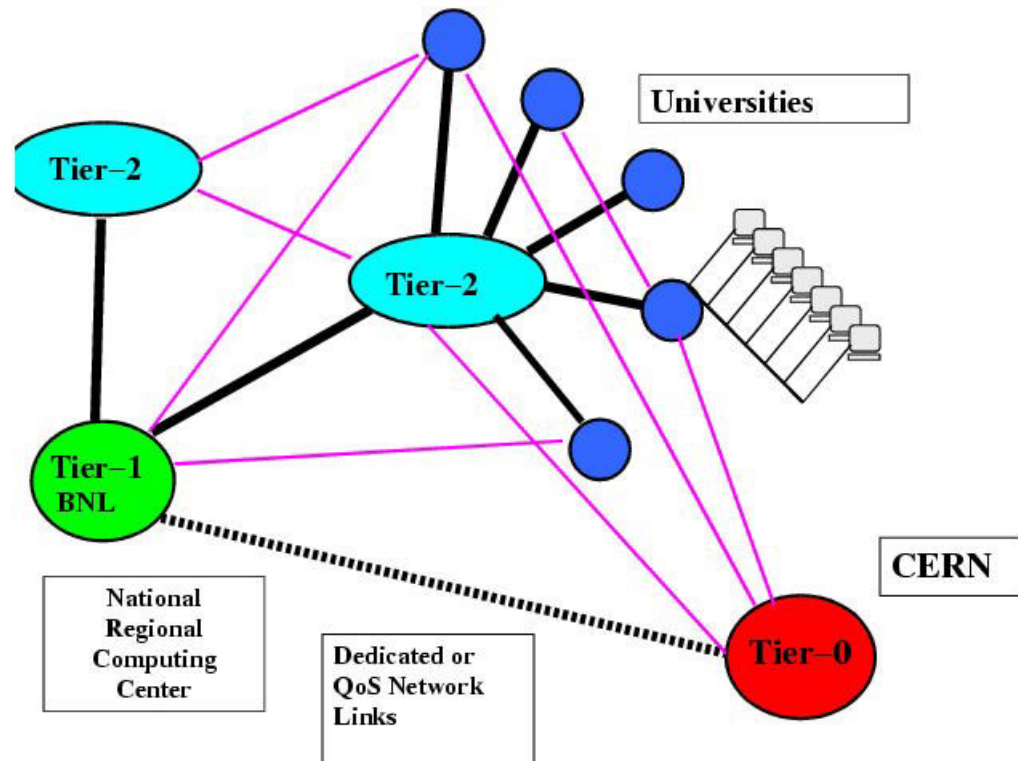 Universities
Tier−2
Tier−2
Tier−1
BNL
CERN
National
Regional
Computing
Center
Dedicated or
QoS Network
Links
Tier−0